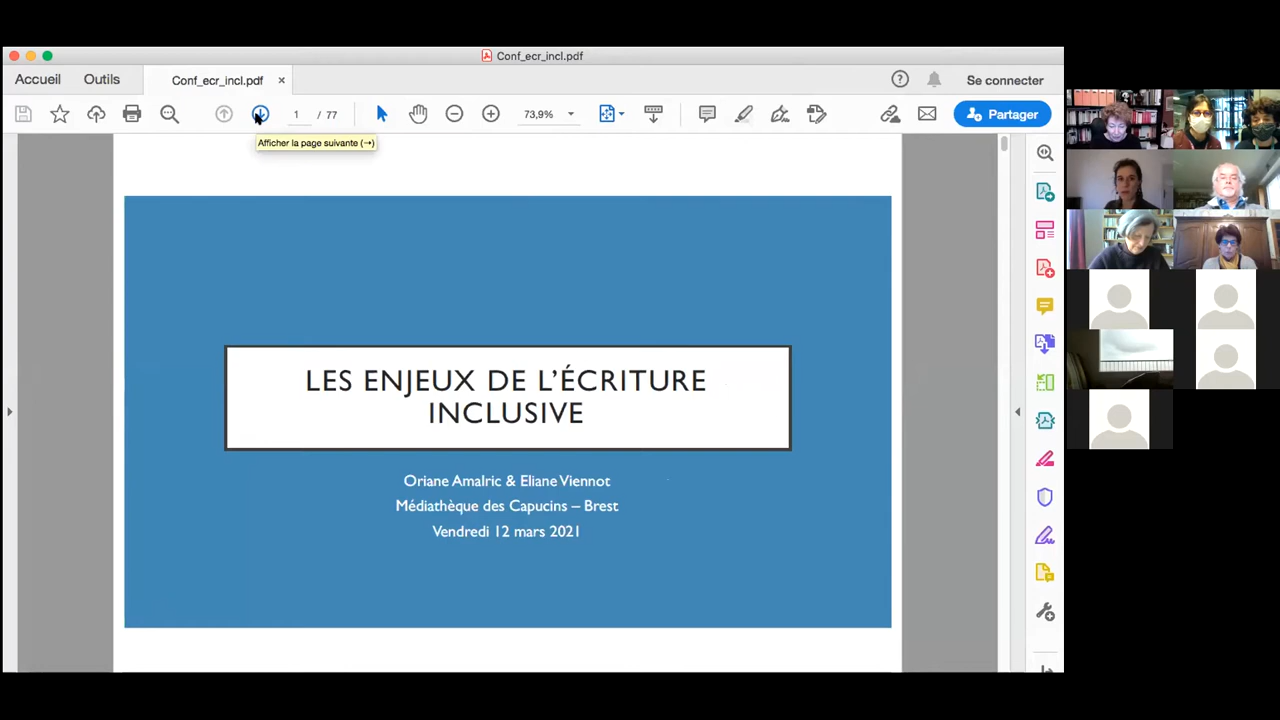 Conf_ecr_incl.pdf
Accueil
Outils
Conf_ecr_incl.pdf
×
Se connecter
1 / 77
73,9%
Partager
Afficher la page suivante (→)
LES ENJEUX DE L’ÉCRITURE
INCLUSIVE
Oriane Amalric & Eliane Viennot
Médiathèque des Capucins – Brest
Vendredi 12 mars 2021